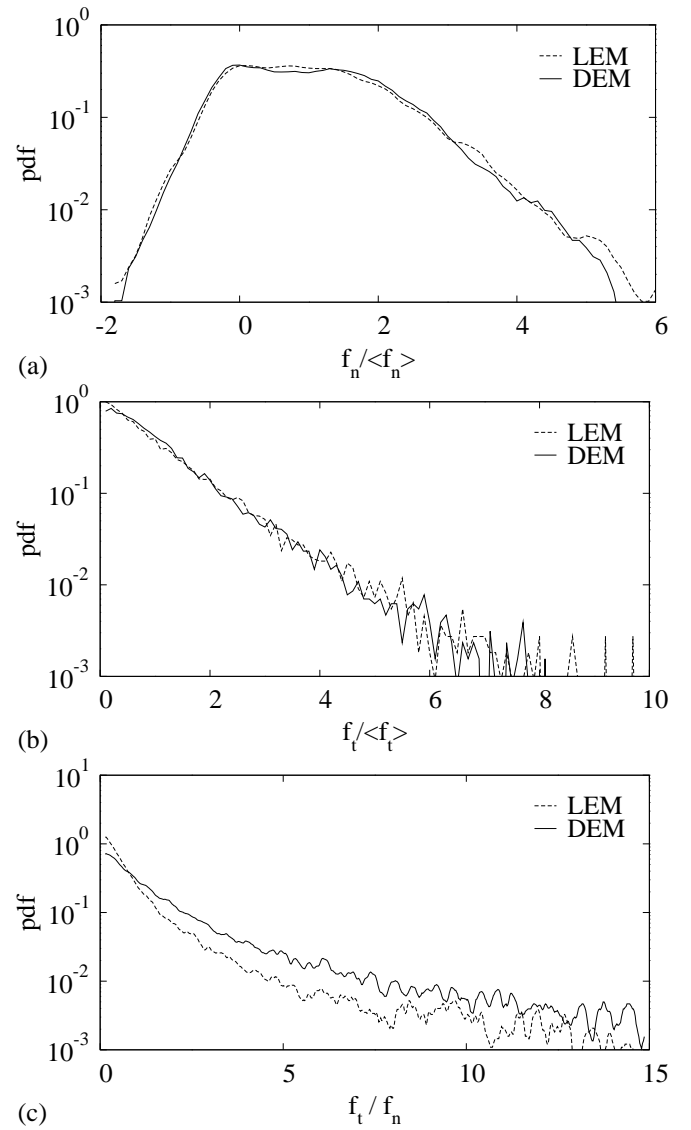 10^0
LEM
DEM
10^-1
pdf
10^-2
10^-3
-2 0 2 4 6
(a)
f_n/<f_n>
10^0
LEM
DEM
10^-1
pdf
10^-2
10^-3
0 2 4 6 8 10
(b)
f_t/<f_t>
10^1
LEM
DEM
10^0
10^-1
pdf
10^-2
10^-3
0 5 10 15
(c)
f_t / f_n